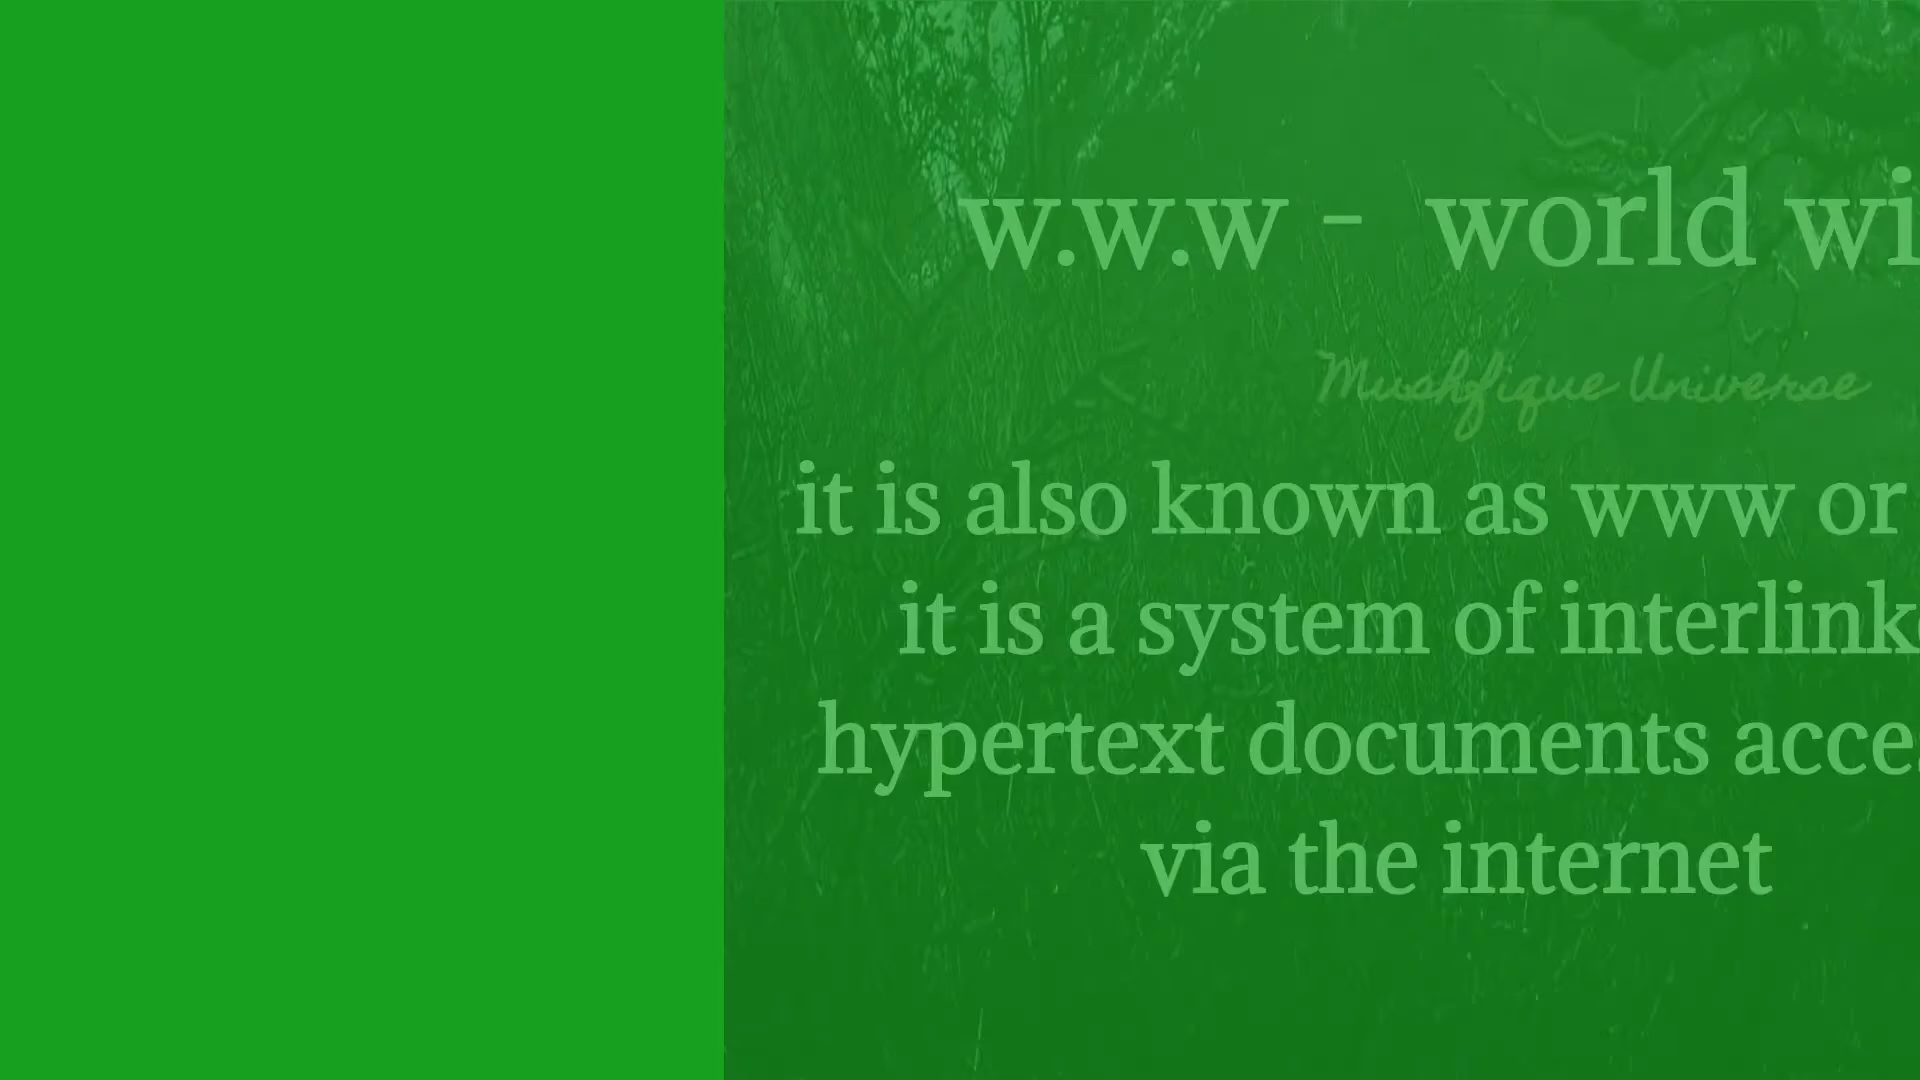 w.w.w - world wi
Mushfique Universe
it is also known as www or
it is a system of interlink
hypertext documents acce
via the internet